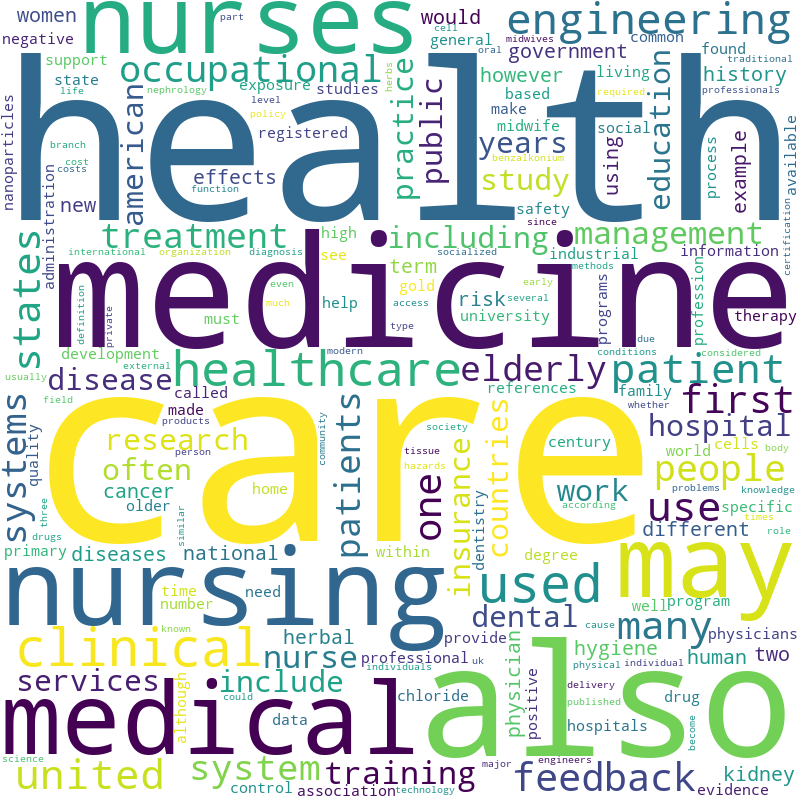 women
part
nurses
cell
would
engineering
negative
oral
midwives
general
government
common
support
occupational
herbs
traditional
found
state
life
nephrology
exposure
studies
however
living
history
professionals
health
american
practice
public
level
policy
based
make
required
nanoparticles
branch
registered
midwife
social
education
cost
costs
effects
benzalkonium
years
using
process
example
available
function
study
new
administration
safety
since
certification
states
treatment
high
including
management
international
organization
diagnosis
see
socialized
industrial
information
even
term
methods
early
medicine
gold
definition
private
much
help
access
risk
several
programs
profession
must
university
type
therapy
development
modern
conditions
due
considered
usually
external
healthcare
elderly
patient
field
disease
called
references
family
whether
first
made
products
care
systems
quality
research
person
community
society
century
hospital
often
tissue
cells
body
world
three
cancer
hazards
people
older
home
patients
one
insurance
countries
dentistry
work
problems
knowledge
drugs
similar
according
use
specific
times
primary
diseases
national
within
degree
different
role
nursing
time
need
used
may
number
well
program
known
clinical
herbal
provide
dental
cause
many
physicians
nurse
professional
uk
physician
hygiene
individuals
physical
individual
human
two
services
include
although
could
chloride
positive
delivery
drug
medical
also
published
data
hospitals
become
science
united
system
training
feedback
kidney
control
association
technology
major
engineers
evidence